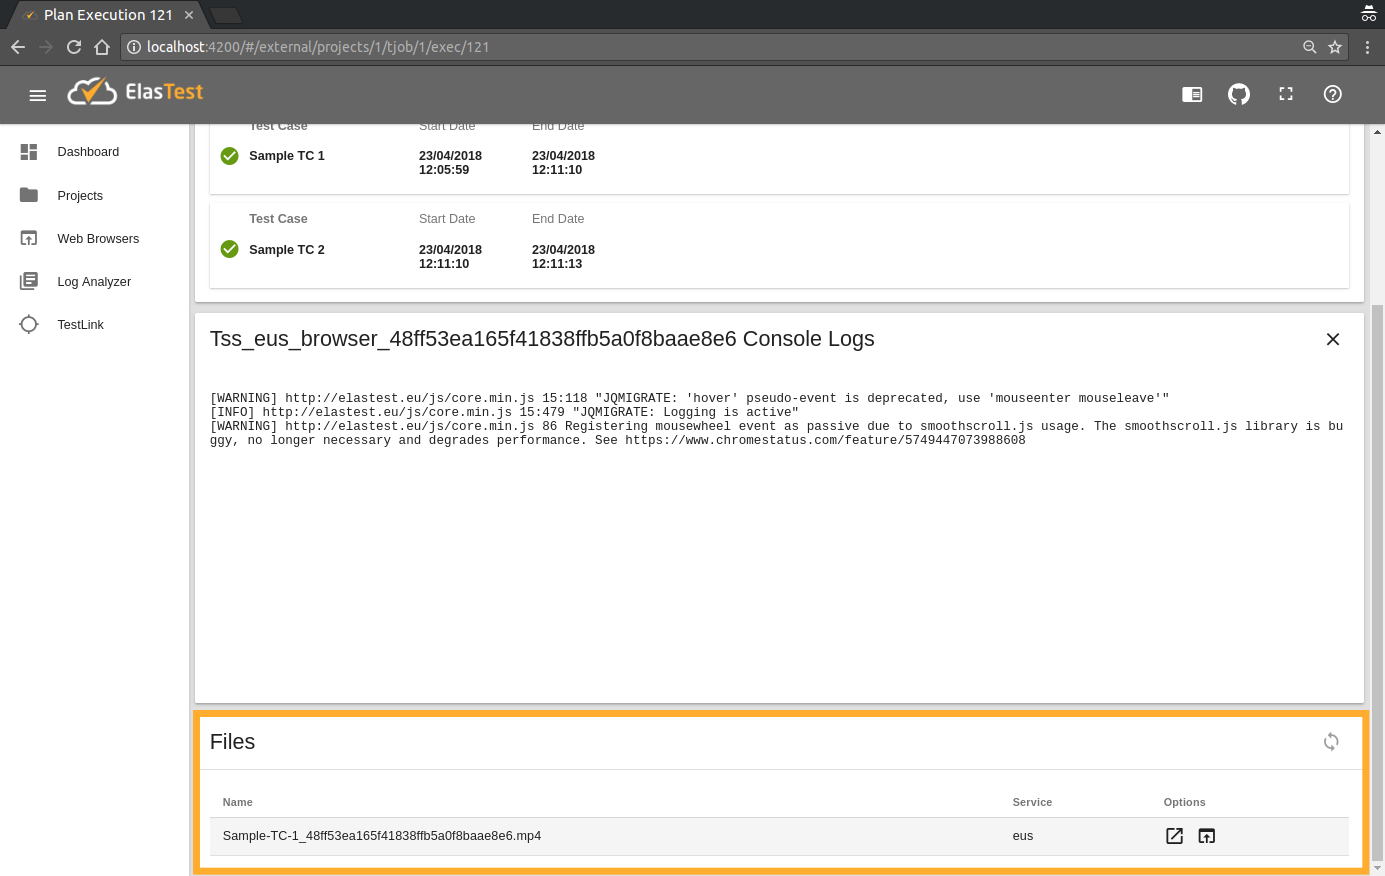 Plan Execution 121
localhost:4200/#/external/projects/1/tjob/1/exec/121
ElasTest
Dashboard
Projects
Web Browsers
Log Analyzer
TestLink
Test Case Start Date End Date
Sample TC 1 23/04/2018 23/04/2018
12:05:59 12:11:10
Test Case Start Date End Date
Sample TC 2 23/04/2018 23/04/2018
12:11:10 12:11:13
Tss_eus_browser_48ff53ea165f41838ffb5a0f8baae8e6 Console Logs
[WARNING] http://elastest.eu/js/core.min.js 15:118 "JQMIGRATE: 'hover' pseudo-event is deprecated, use 'mouseenter mouseleave'"
[INFO] http://elastest.eu/js/core.min.js 15:479 "JQMIGRATE: Logging is active"
[WARNING] http://elastest.eu/js/core.min.js 86 Registering mousewheel event as passive due to smoothscroll.js usage. The smoothscroll.js library is bu
ggy, no longer necessary and degrades performance. See https://www.chromestatus.com/feature/5749447073988608
Files
Name Service Options
Sample-TC-1_48ff53ea165f41838ffb5a0f8baae8e6.mp4 eus